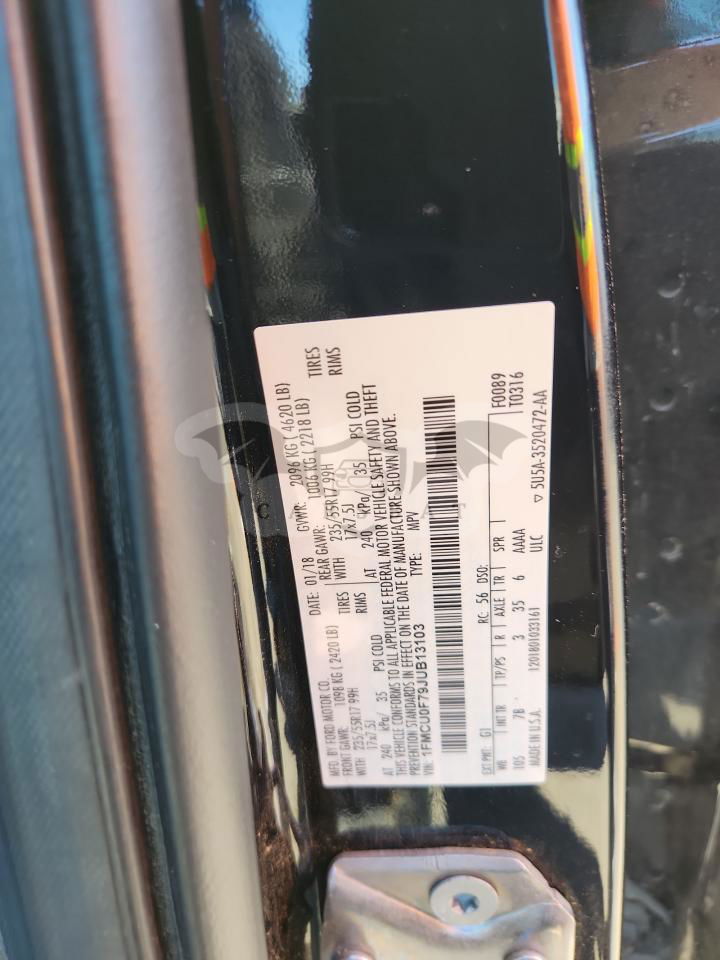 MFD. BY FORD MOTOR CO.
DATE: 01/18 GVWR: 2096 KG ( 4620 LB)
FRONT GAWR: 1098 KG ( 2420 LB) REAR GAWR: 1006 KG ( 2218 LB)
WITH 235/55R17 99H TIRES WITH 235/55R17 99H TIRES
17x7.5J RIMS 17x7.5J RIMS
AT 240 kPa/ 35 PSI COLD AT 240 kPa/ 35 PSI COLD
THIS VEHICLE CONFORMS TO ALL APPLICABLE FEDERAL MOTOR VEHICLE SAFETY AND THEFT
PREVENTION STANDARDS IN EFFECT ON THE DATE OF MANUFACTURE SHOWN ABOVE.
VIN: 1FMCU0F79JUB13103 TYPE: MPV
EXT PNT: G1 RC: 56 DSO: F0089
WB INT TR TP/PS R AXLE TR SPR T0316
105 7B 3 35 6 AAAA
MADE IN U.S.A. 1201801033161 ULC 5U5A-3520472-AA